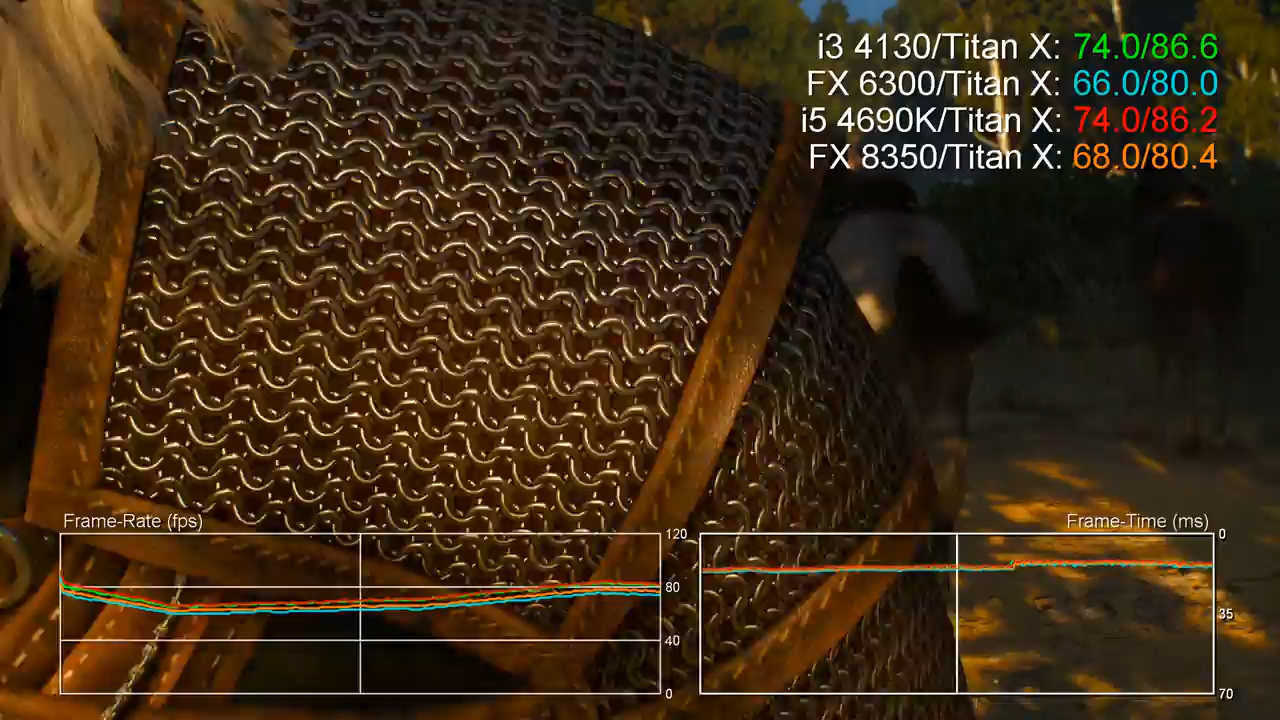 i3 4130/Titan X: 74.0/86.6
FX 6300/Titan X: 66.0/80.0
i5 4690K/Titan X: 74.0/86.2
FX 8350/Titan X: 68.0/80.4
Frame-Rate (fps)
120
80
40
0
Frame-Time (ms)
0
35
70